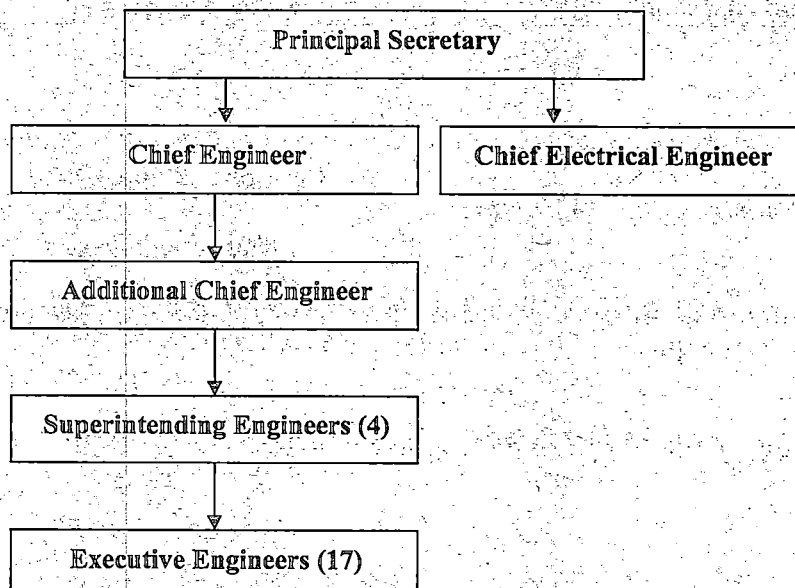 Principal Secretary
Chief Engineer
Chief Electrical Engineer
Additional Chief Engineer
Superintending Engineers (4)
Executive Engineers (17)